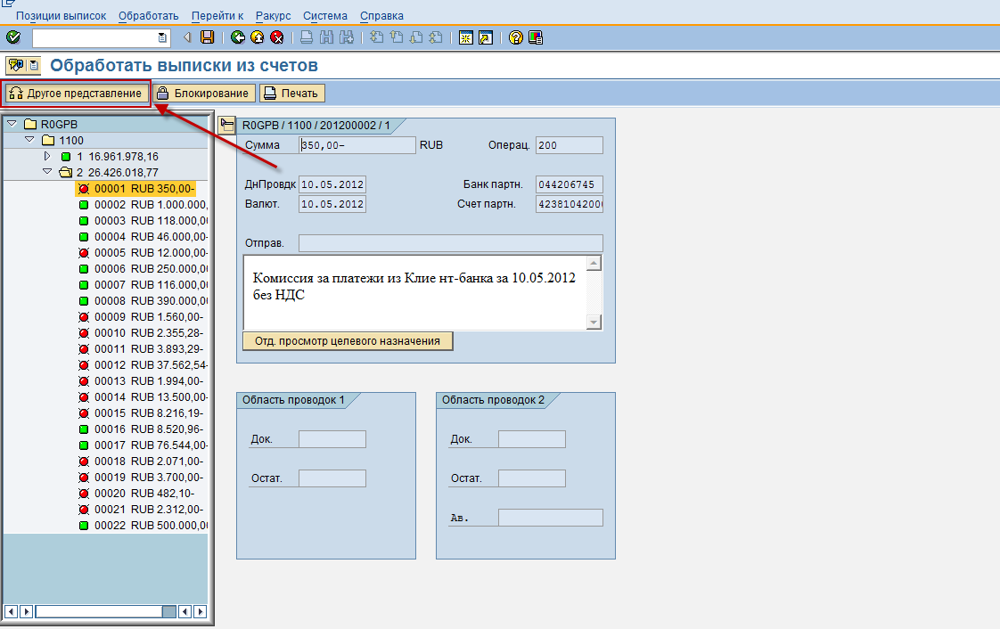 Позиции выписок Обработать Перейти к Ракурс Система Справка
Обработать выписки из счетов
Другое представление Блокирование Печать
R0GPB
1100
1 16.961.978,16
2 26.426.018,77
00001 RUB 350,00-
00002 RUB 1.000.000,
00003 RUB 118.000,0
00004 RUB 46.000,00-
00005 RUB 12.000,00-
00006 RUB 250.000,0
00007 RUB 116.000,0
00008 RUB 390.000,0
00009 RUB 1.560,00-
00010 RUB 2.355,28-
00011 RUB 3.893,29-
00012 RUB 37.562,54-
00013 RUB 1.994,00-
00014 RUB 13.500,00-
00015 RUB 8.216,19-
00016 RUB 8.520,96-
00017 RUB 76.544,00-
00018 RUB 2.071,00-
00019 RUB 3.700,00-
00020 RUB 482,10-
00021 RUB 2.312,00-
00022 RUB 500.000,0
R0GPB / 1100 / 201200002 / 1
Сумма 350,00- RUB Операц. 200
ДнПровдк 10.05.2012 Банк партн. 044206745
Валют. 10.05.2012 Счет партн. 4238104200
Отправ.
Комиссия за платежи из Клие нт-банка за 10.05.2012
без НДС
Отд. просмотр целевого назначения
Область проводок 1
Док.
Остат.
Область проводок 2
Док.
Остат.
Ав.